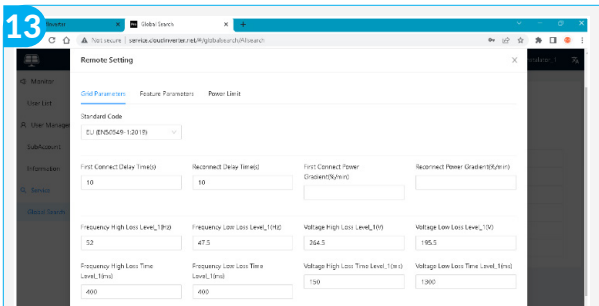 13
Inverter
Global Search
Not secure | service.cloudinverter.net/#/globalsearch/Allsearch
Remote Setting
Grid Parameters Feature Parameters Power Limit
Standard Code
EU (EN50549-1:2019)
First Connect Delay Time(s) Reconnect Delay Time(s) First Connect Power Gradient(%/min) Reconnect Power Gradient(%/min)
10 10
Frequency High Loss Level_1(Hz) Frequency Low Loss Level_1(Hz) Voltage High Loss Level_1(V) Voltage Low Loss Level_1(V)
52 47.5 264.5 195.5
Frequency High Loss Time Level_1(ms) Frequency Low Loss Time Level_1(ms) Voltage High Loss Time Level_1(ms) Voltage Low Loss Time Level_1(ms)
400 400 150 1300
Monitor
User List
User Manage
SubAccount
Information
Global Search